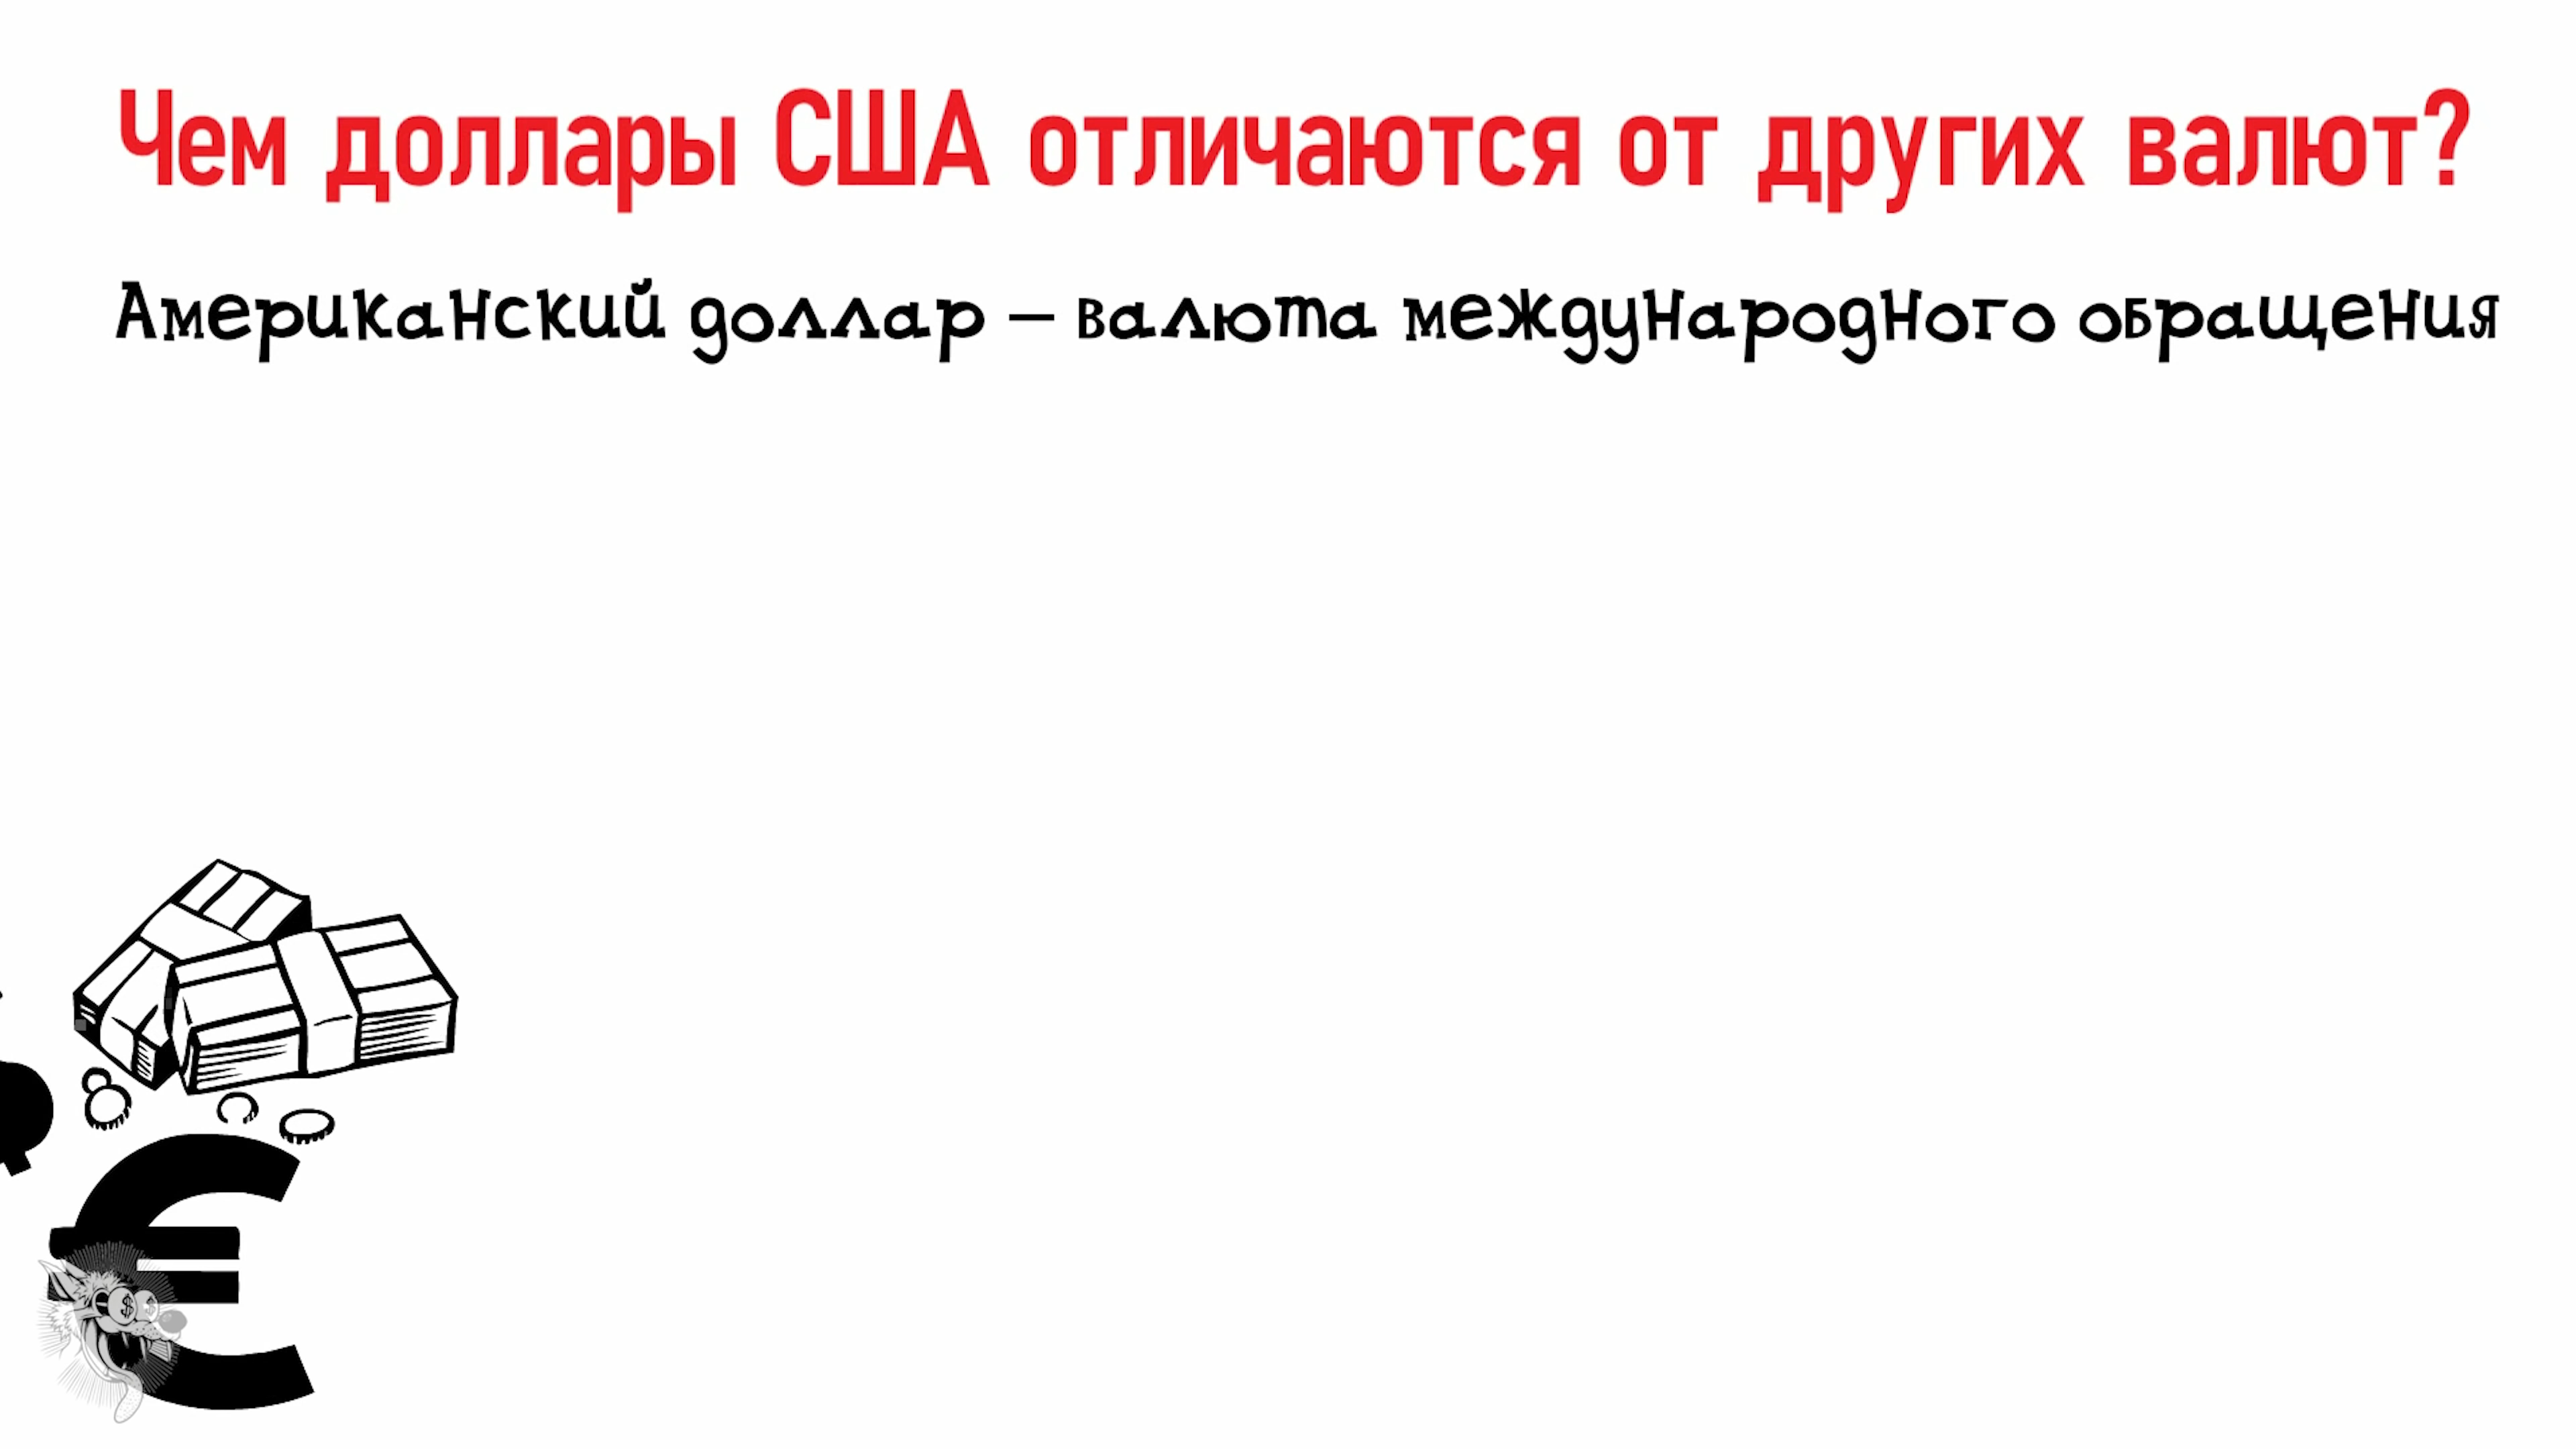 Чем доллары США отличаются от других валют?
Американский доллар – валюта международного обращения